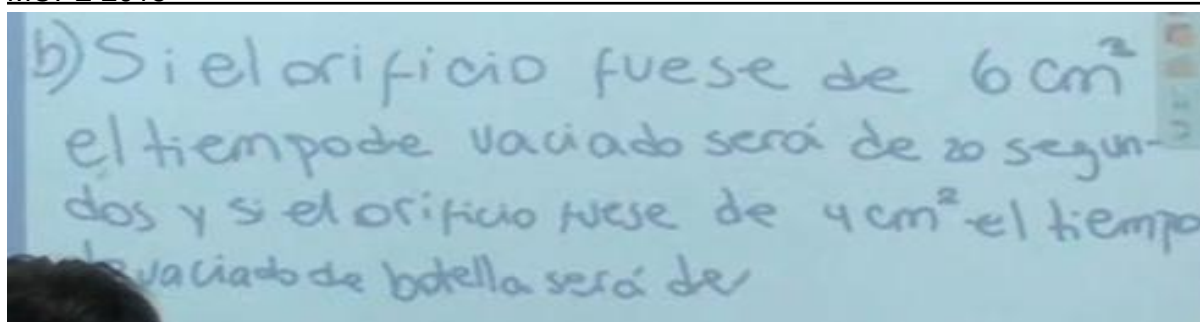 b) Si el orificio fuese de 6 cm²
el tiempo de vaciado será de 20 segun-
dos y si el orificio fuese de 4 cm² el tiempo
vaciado de botella será de